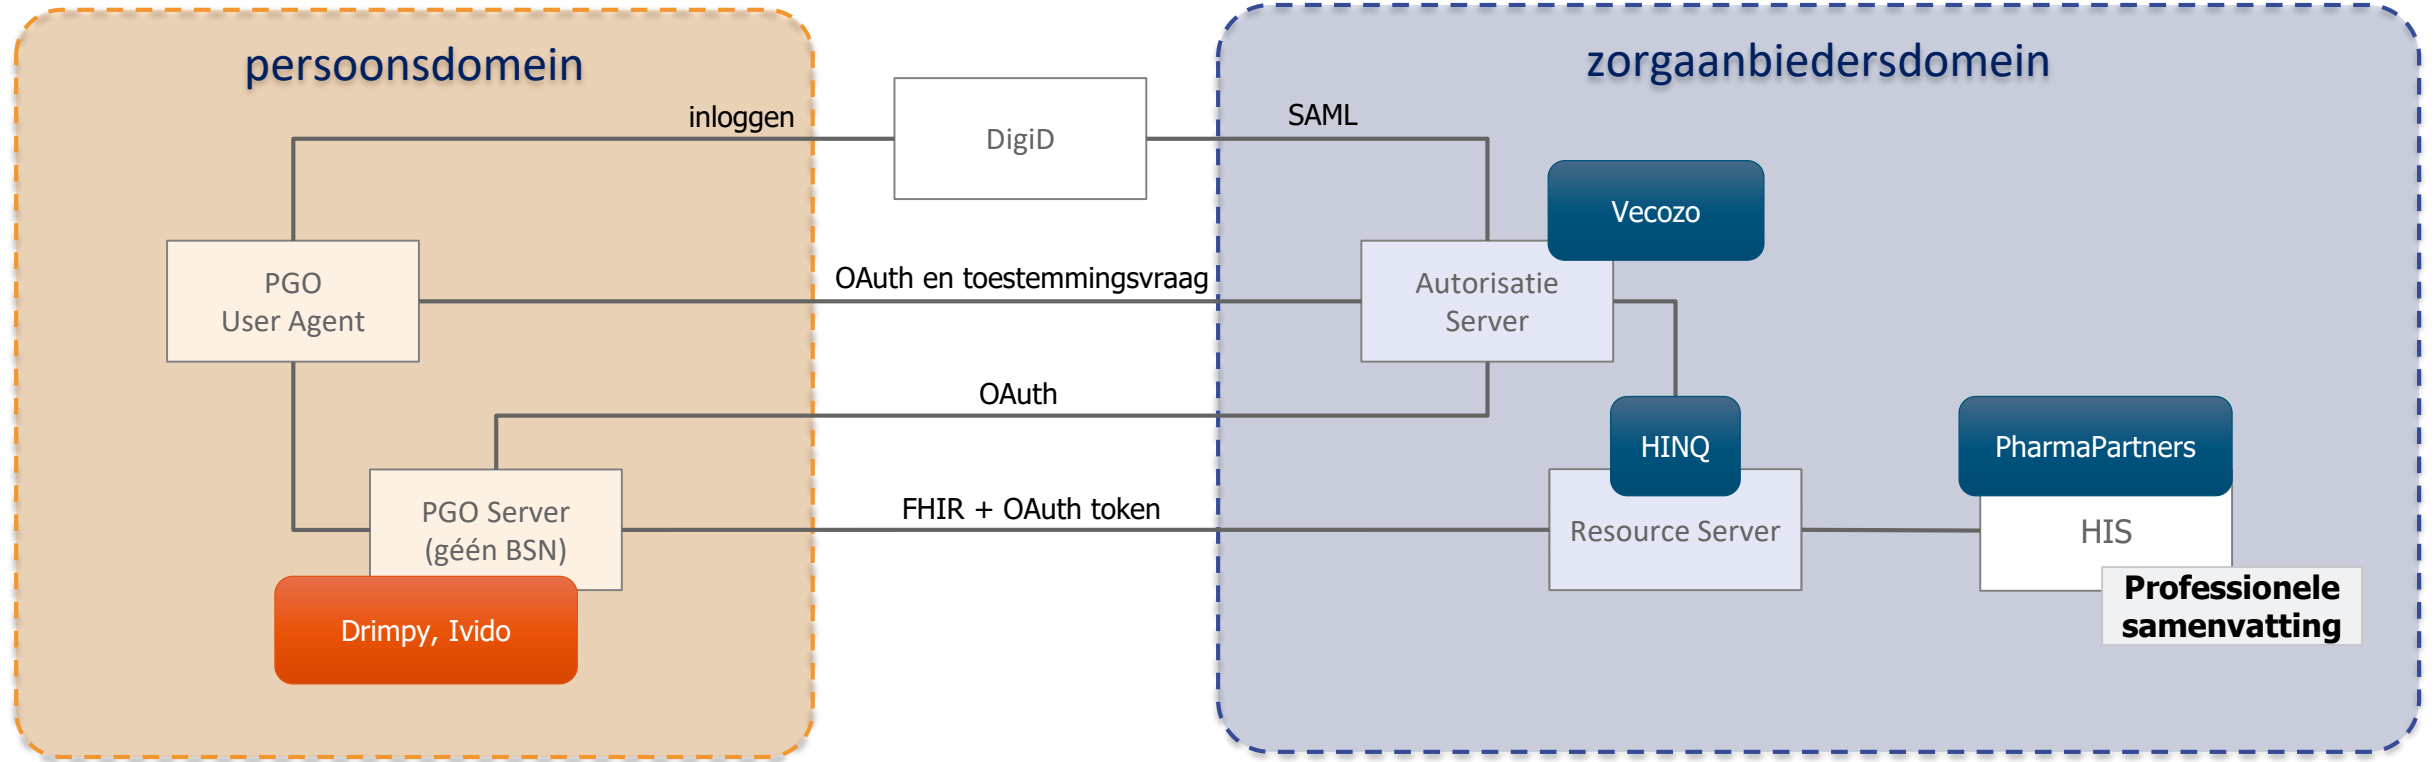 persoonsdomein
zorgaanbiedersdomein
inloggen
DigiD
SAML
Vecozo
PGO
User Agent
OAuth en toestemmingsvraag
Autorisatie
Server
OAuth
HINQ
PharmaPartners
PGO Server
(géén BSN)
FHIR + OAuth token
Resource Server
HIS
Drimpy, Ivido
Professionele
samenvatting